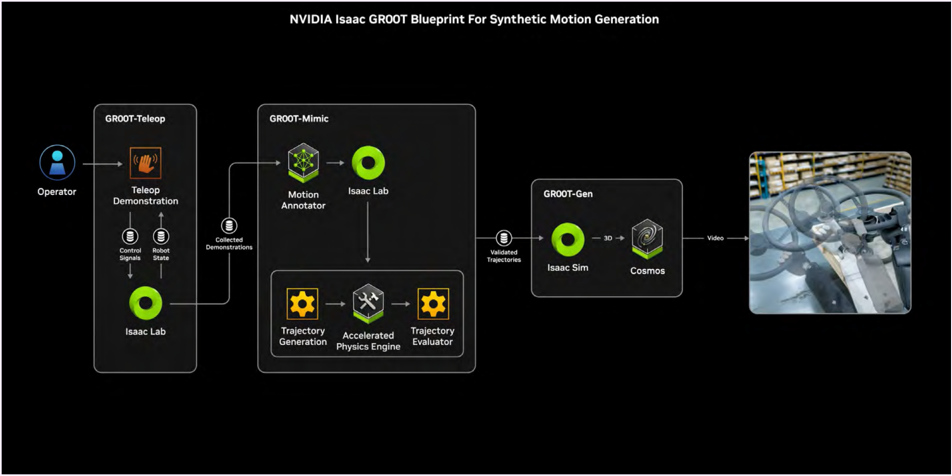 NVIDIA Isaac GR00T Blueprint For Synthetic Motion Generation
GR00T-Teleop
Operator
Teleop
Demonstration
Control
Signals
Robot
State
Isaac Lab
Collected
Demonstrations
GR00T-Mimic
Motion
Annotator
Isaac Lab
Trajectory
Generation
Accelerated
Physics Engine
Trajectory
Evaluator
Validated
Trajectories
GR00T-Gen
Isaac Sim
3D
Cosmos
Video